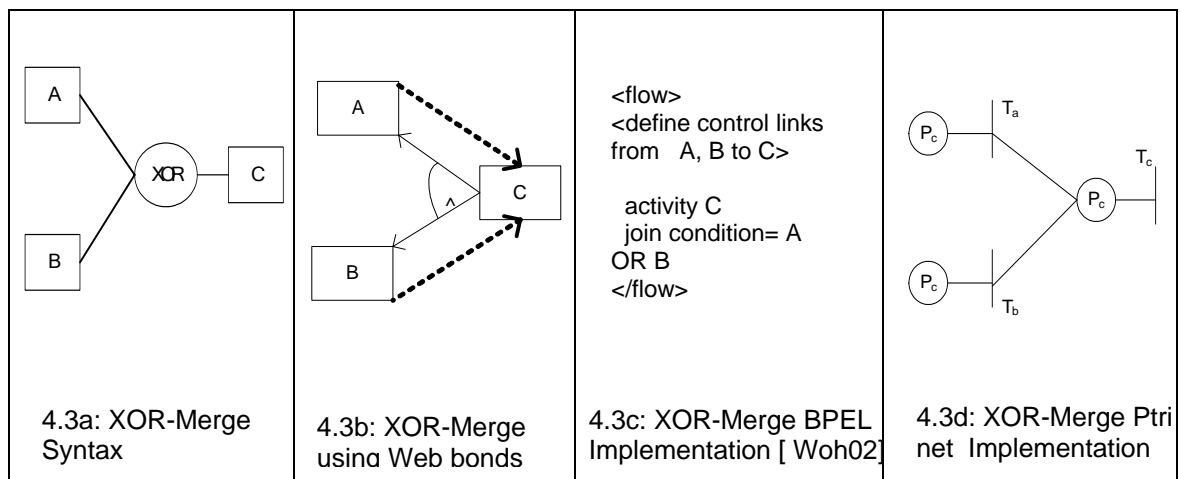 A
XOR
C
B
4.3a: XOR-Merge
Syntax
A
C
^
B
4.3b: XOR-Merge
using Web bonds
<flow>
<define control links
from A, B to C>
activity C
join condition= A
OR B
</flow>
4.3c: XOR-Merge BPEL
Implementation [ Woh02]
Pc
Ta
Tc
Pc
Pc
Tb
4.3d: XOR-Merge Ptri
net Implementation